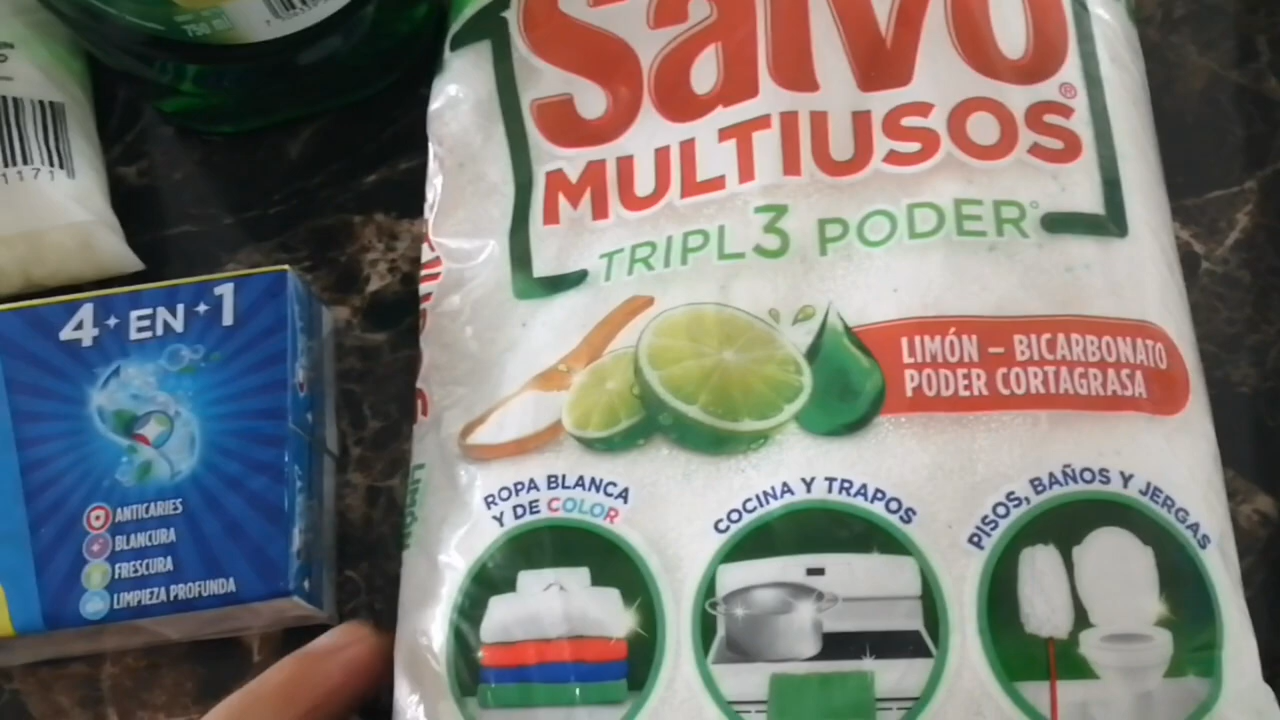 750 ml
1171
Salvo®
MULTIUSOS
TRIPL3 PODER
LIMÓN – BICARBONATO
PODER CORTAGRASA
4 EN 1
ANTICARIES
BLANCURA
FRESCURA
LIMPIEZA PROFUNDA
ROPA BLANCA
Y DE COLOR
COCINA Y TRAPOS
PISOS, BAÑOS Y JERGAS